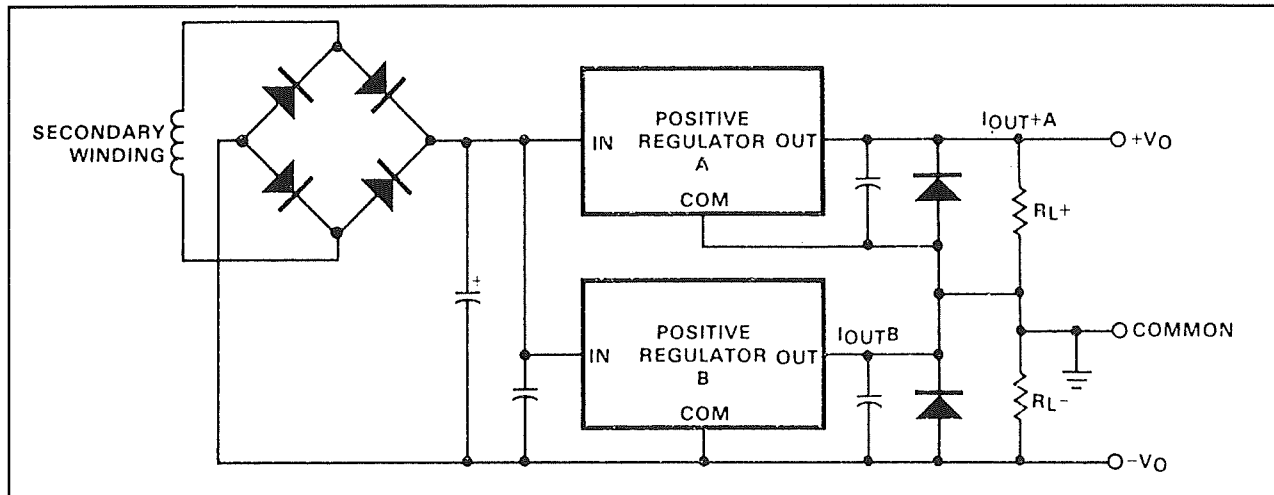 SECONDARY
WINDING
IN
POSITIVE
REGULATOR
A
OUT
COM
IOUT+A
+VO
RL+
IN
POSITIVE
REGULATOR
B
OUT
COM
IOUTB
COMMON
RL-
-VO
+